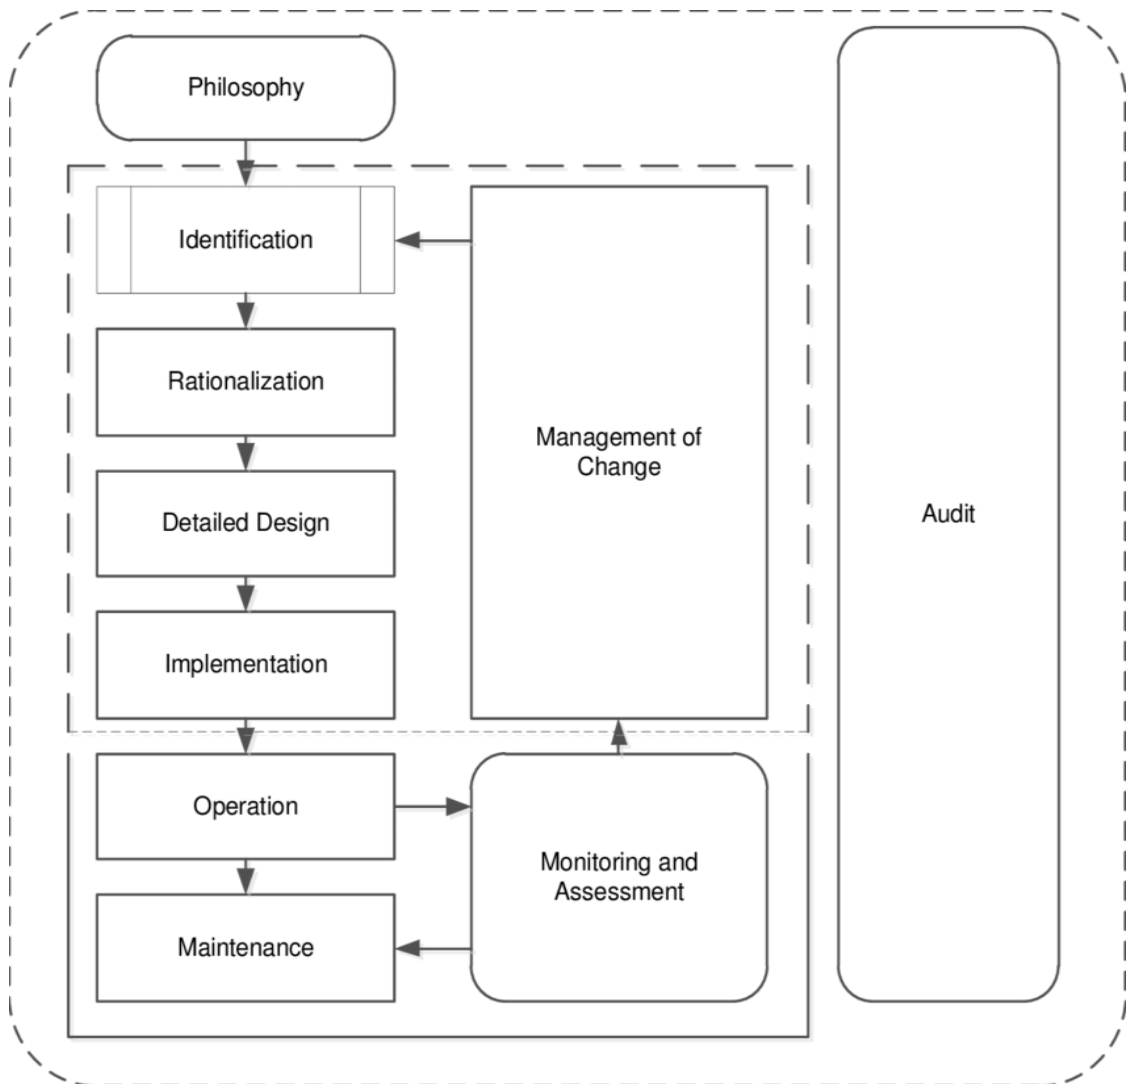 Philosophy
Identification
Rationalization
Detailed Design
Implementation
Operation
Maintenance
Management of
Change
Monitoring and
Assessment
Audit